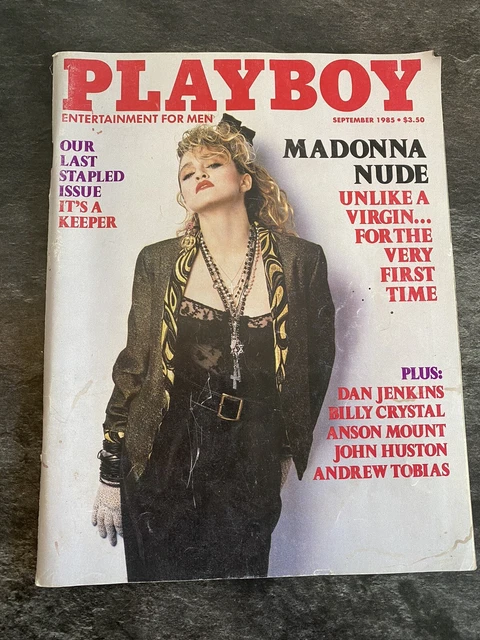 PLAYBOY
ENTERTAINMENT FOR MEN
SEPTEMBER 1985 • $3.50
OUR
LAST
STAPLED
ISSUE
IT'S A
KEEPER
MADONNA
NUDE
UNLIKE A
VIRGIN...
FOR THE
VERY
FIRST
TIME
PLUS:
DAN JENKINS
BILLY CRYSTAL
ANSON MOUNT
JOHN HUSTON
ANDREW TOBIAS